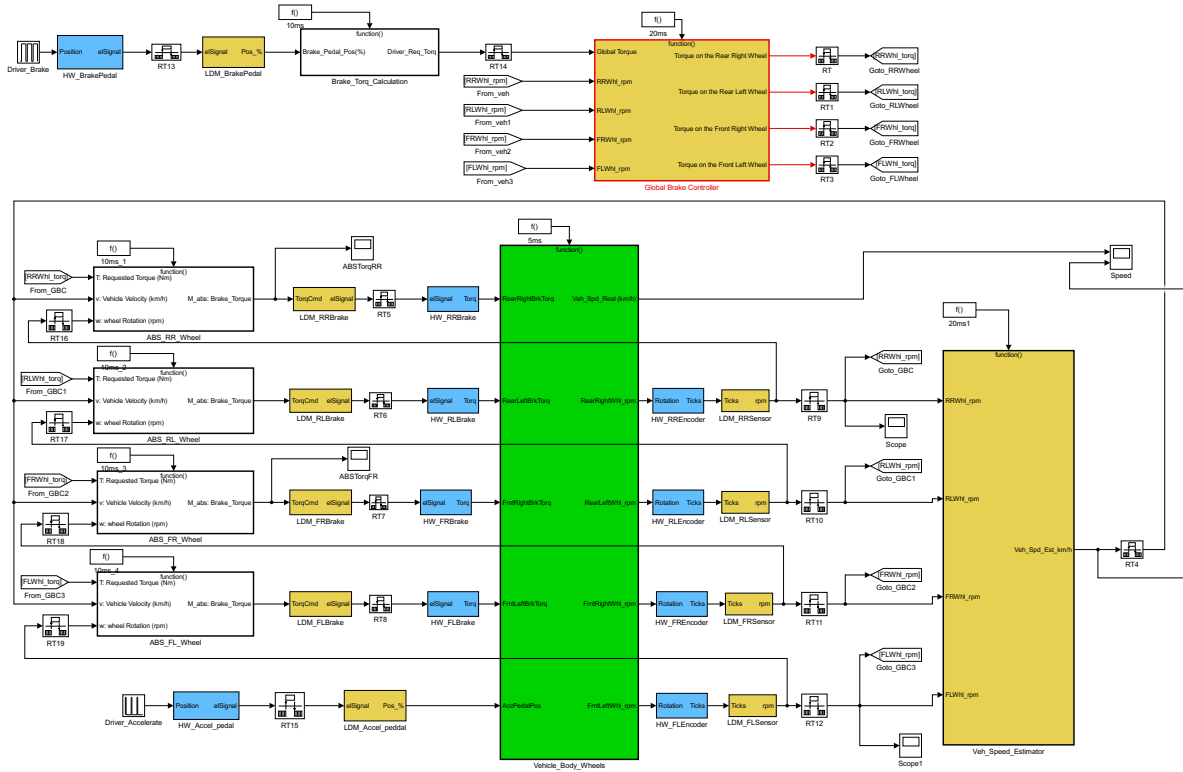 f()
10ms
function()
f()
20ms
function()
Driver_Brake
Position elSignal
HW_BrakePedal
RT13
elSignal Pos_%
LDM_BrakePedal
Brake_Pedal_Pos(%) Driver_Req_Torq
Brake_Torq_Calculation
RT14
Global Torque
RRWhl_rpm
RLWhl_rpm
FRWhl_rpm
FLWhl_rpm
Torque on the Rear Right Wheel
Torque on the Rear Left Wheel
Torque on the Front Right Wheel
Torque on the Front Left Wheel
Global Brake Controller
[RRWhl_rpm]
From_veh
[RLWhl_rpm]
From_veh1
[FRWhl_rpm]
From_veh2
[FLWhl_rpm]
From_veh3
RT
[RRWhl_torq]
Goto_RRWheel
RT1
[RLWhl_torq]
Goto_RLWheel
RT2
[FRWhl_torq]
Goto_FRWheel
RT3
[FLWhl_torq]
Goto_FLWheel
f()
10ms_1
function()
[RRWhl_torq]
From_GBC
T: Requested Torque (Nm)
v: Vehicle Velocity (km/h)
w: wheel Rotation (rpm)
M_abs: Brake_Torque
ABS_RR_Wheel
RT16
ABSTorqRR
TorqCmd elSignal
LDM_RRBrake
RT5
elSignal Torq
HW_RRBrake
f()
10ms_2
function()
[RLWhl_torq]
From_GBC1
T: Requested Torque (Nm)
v: Vehicle Velocity (km/h)
w: wheel Rotation (rpm)
M_abs: Brake_Torque
ABS_RL_Wheel
RT17
TorqCmd elSignal
LDM_RLBrake
RT6
elSignal Torq
HW_RLBrake
f()
10ms_3
function()
[FRWhl_torq]
From_GBC2
T: Requested Torque (Nm)
v: Vehicle Velocity (km/h)
w: wheel Rotation (rpm)
M_abs: Brake_Torque
ABS_FR_Wheel
RT18
ABSTorqFR
TorqCmd elSignal
LDM_FRBrake
RT7
elSignal Torq
HW_FRBrake
f()
10ms_4
function()
[FLWhl_torq]
From_GBC3
T: Requested Torque (Nm)
v: Vehicle Velocity (km/h)
w: wheel Rotation (rpm)
M_abs: Brake_Torque
ABS_FL_Wheel
RT19
TorqCmd elSignal
LDM_FLBrake
RT8
elSignal Torq
HW_FLBrake
Driver_Accelerate
Position elSignal
HW_Accel_pedal
RT15
elSignal Pos_%
LDM_Accel_peddal
f()
5ms
function()
RearRightBrkTorq
RearLeftBrkTorq
FrntRightBrkTorq
FrntLeftBrkTorq
AccPedalPos
Veh_Spd_Real (km/h)
RearRightWhl_rpm
RearLeftWhl_rpm
FrntRightWhl_rpm
FrntLeftWhl_rpm
Vehicle_Body_Wheels
Speed
Rotation Ticks
HW_RREncoder
Ticks rpm
LDM_RRSensor
RT9
[RRWhl_rpm]
Goto_GBC
Scope
Rotation Ticks
HW_RLEncoder
Ticks rpm
LDM_RLSensor
RT10
[RLWhl_rpm]
Goto_GBC1
Rotation Ticks
HW_FREncoder
Ticks rpm
LDM_FRSensor
RT11
[FRWhl_rpm]
Goto_GBC2
Rotation Ticks
HW_FLEncoder
Ticks rpm
LDM_FLSensor
RT12
[FLWhl_rpm]
Goto_GBC3
Scope1
f()
20ms1
function()
RRWhl_rpm
RLWhl_rpm
FRWhl_rpm
FLWhl_rpm
Veh_Spd_Est_km/h
Veh_Speed_Estimator
RT4